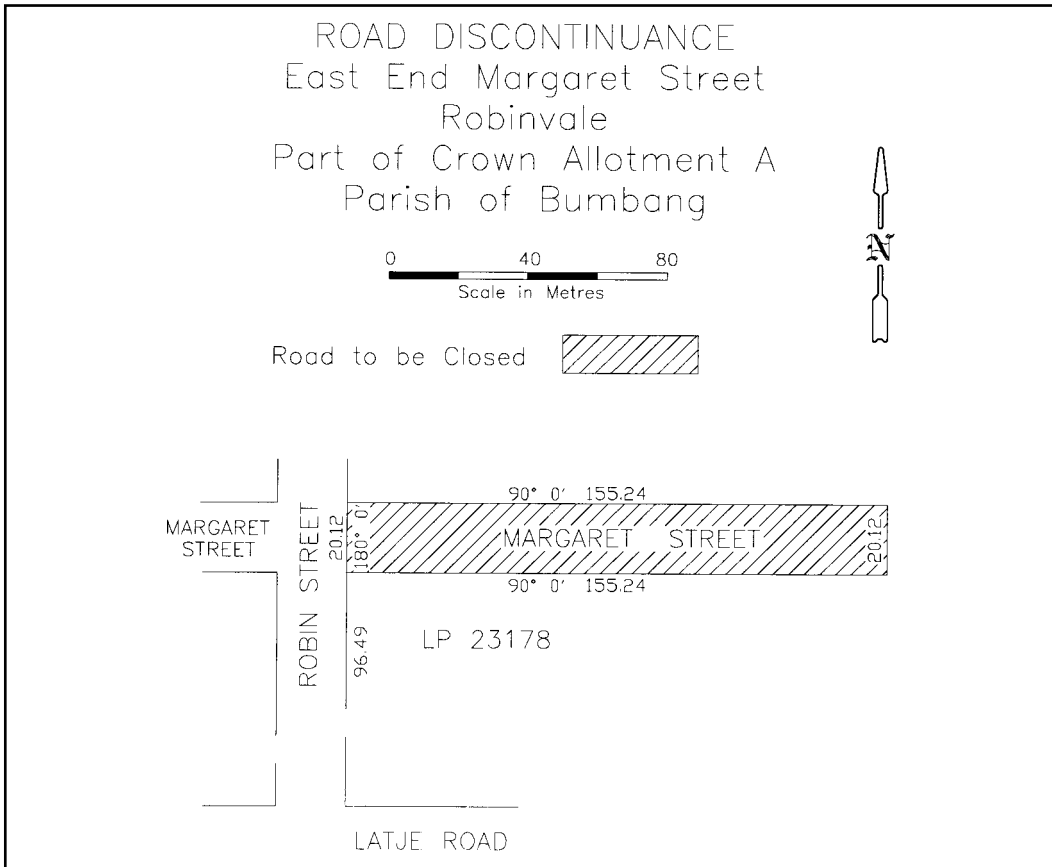 ROAD DISCONTINUANCE
East End Margaret Street
Robinvale
Part of Crown Allotment A
Parish of Bumbang
N
0 40 80
Scale in Metres
Road to be Closed
90° 0' 155.24
MARGARET
STREET
ROBIN STREET
20.12
180° 0'
MARGARET STREET
20.12
90° 0' 155.24
96.49
LP 23178
LATJE ROAD